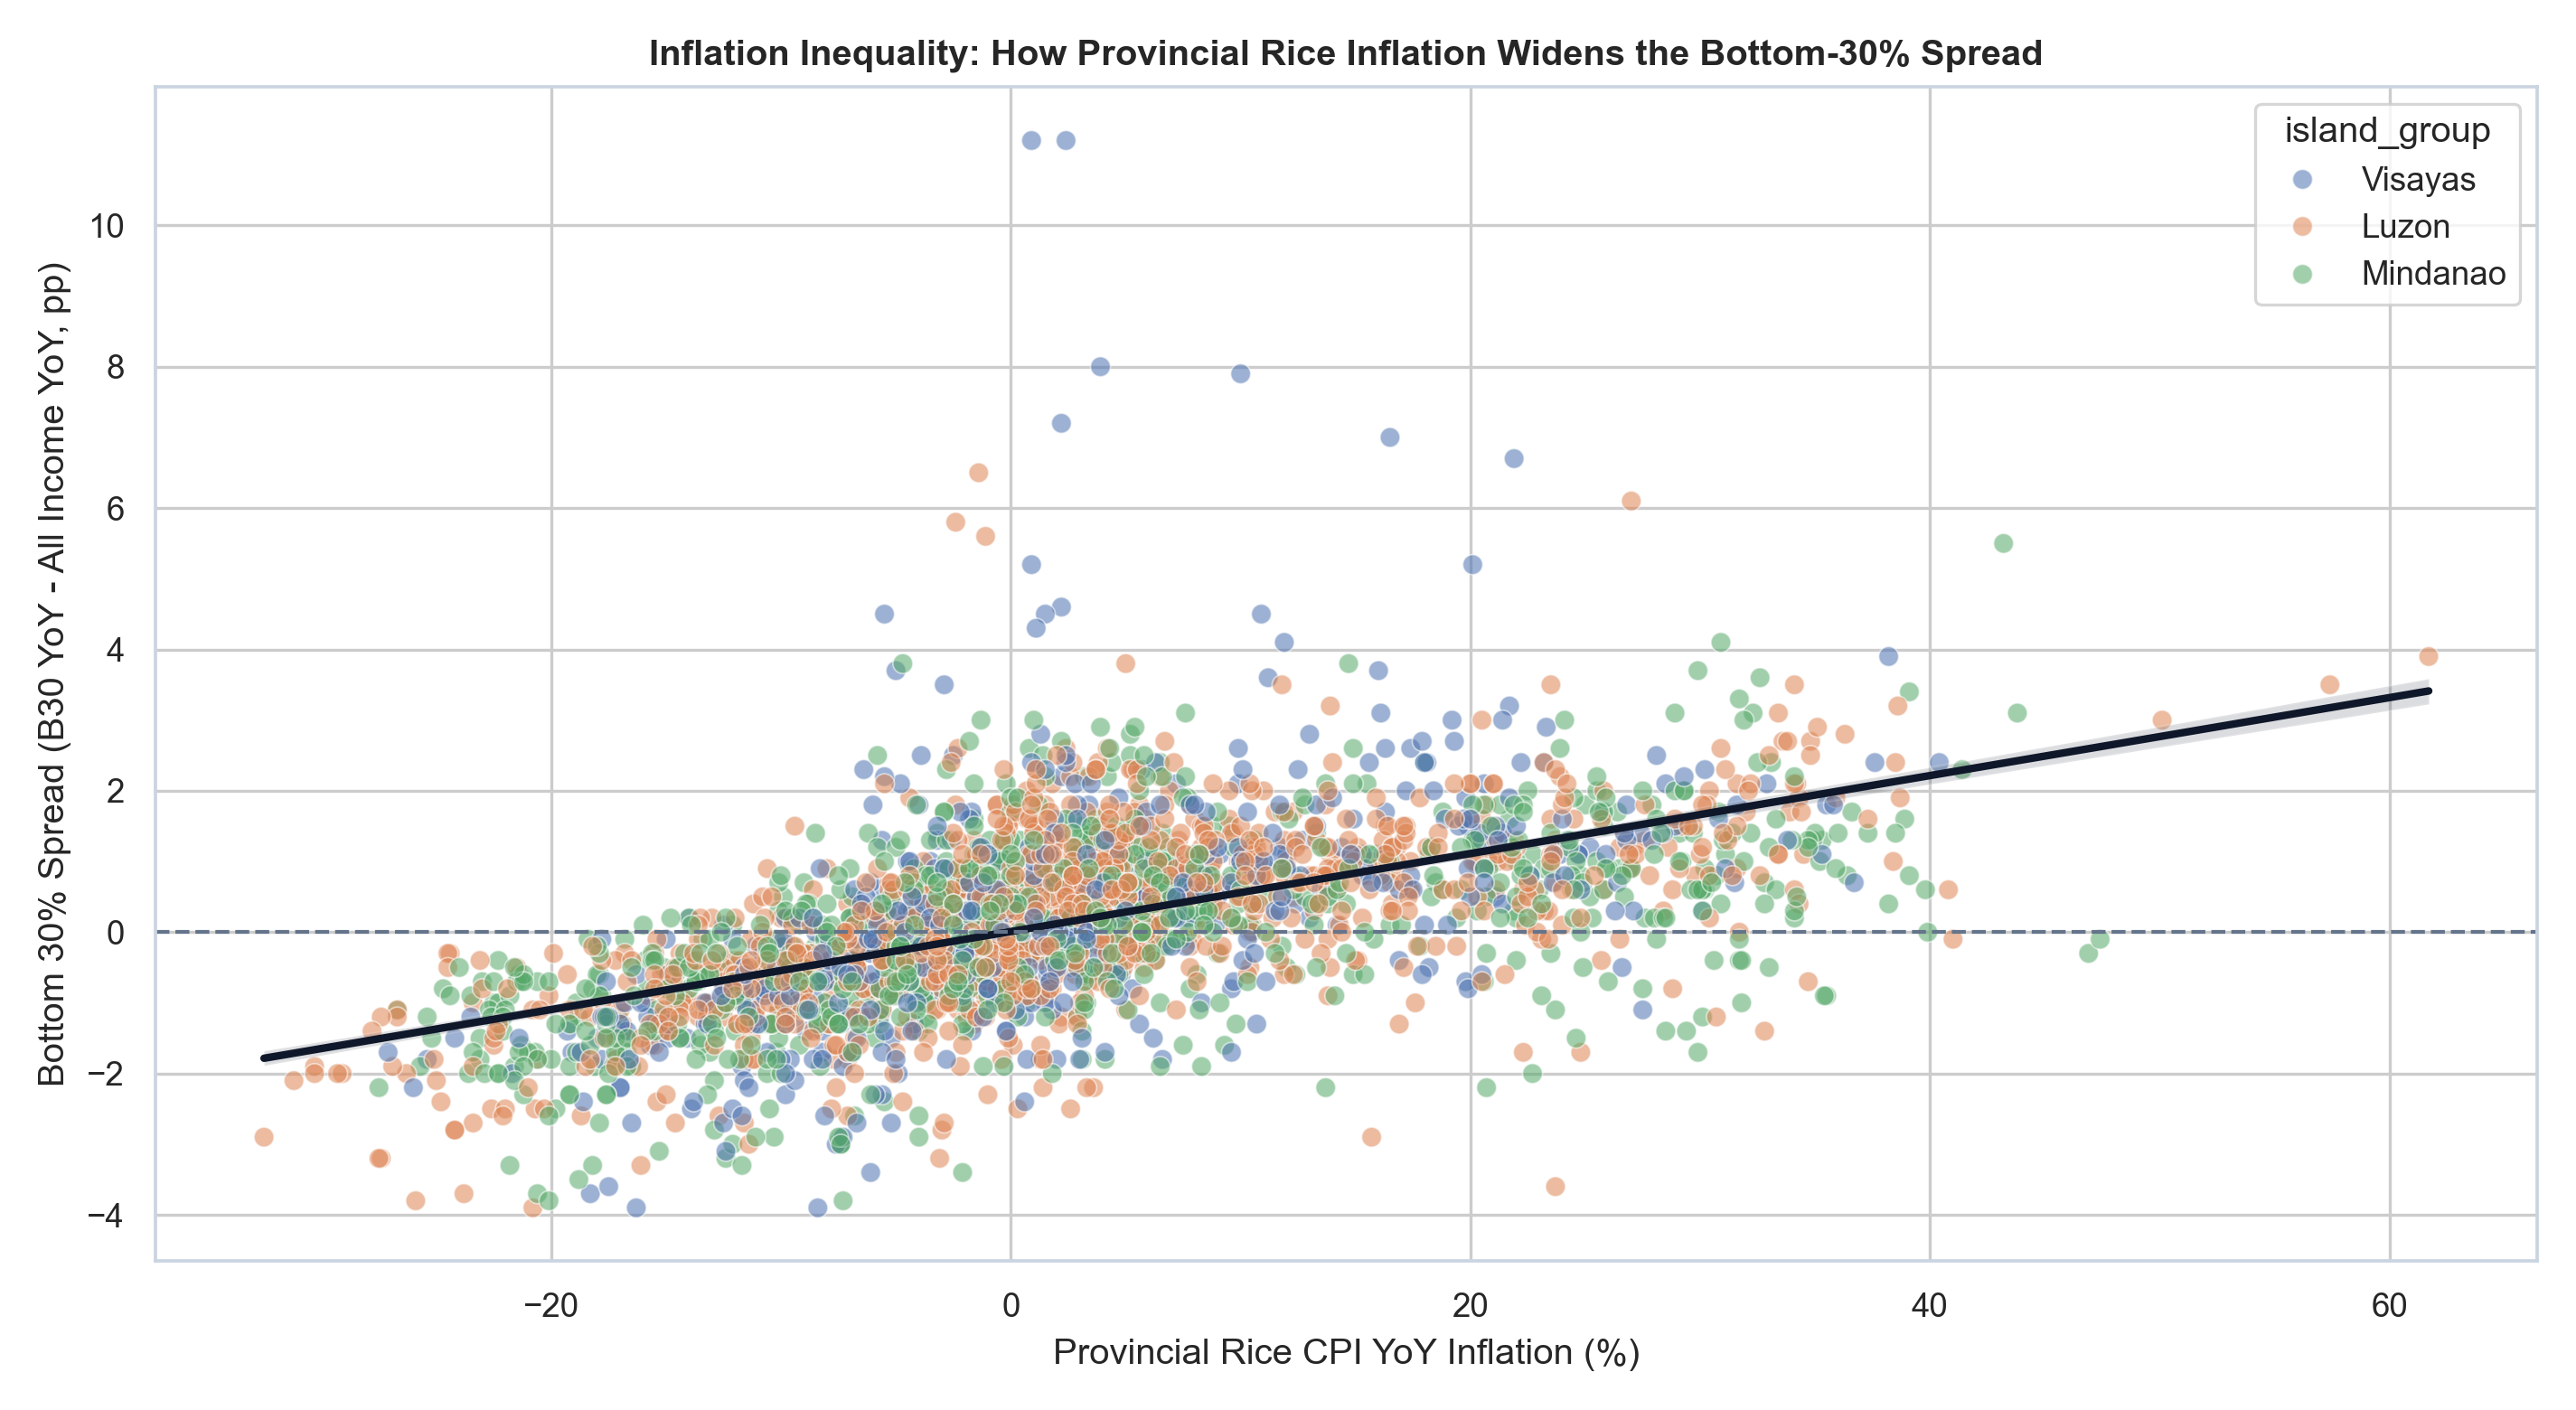 Inflation Inequality: How Provincial Rice Inflation Widens the Bottom-30% Spread
island_group
Visayas
Luzon
Mindanao
Bottom 30% Spread (B30 YoY - All Income YoY, pp)
10
8
6
4
2
0
−2
−4
−20
0
20
40
60
Provincial Rice CPI YoY Inflation (%)